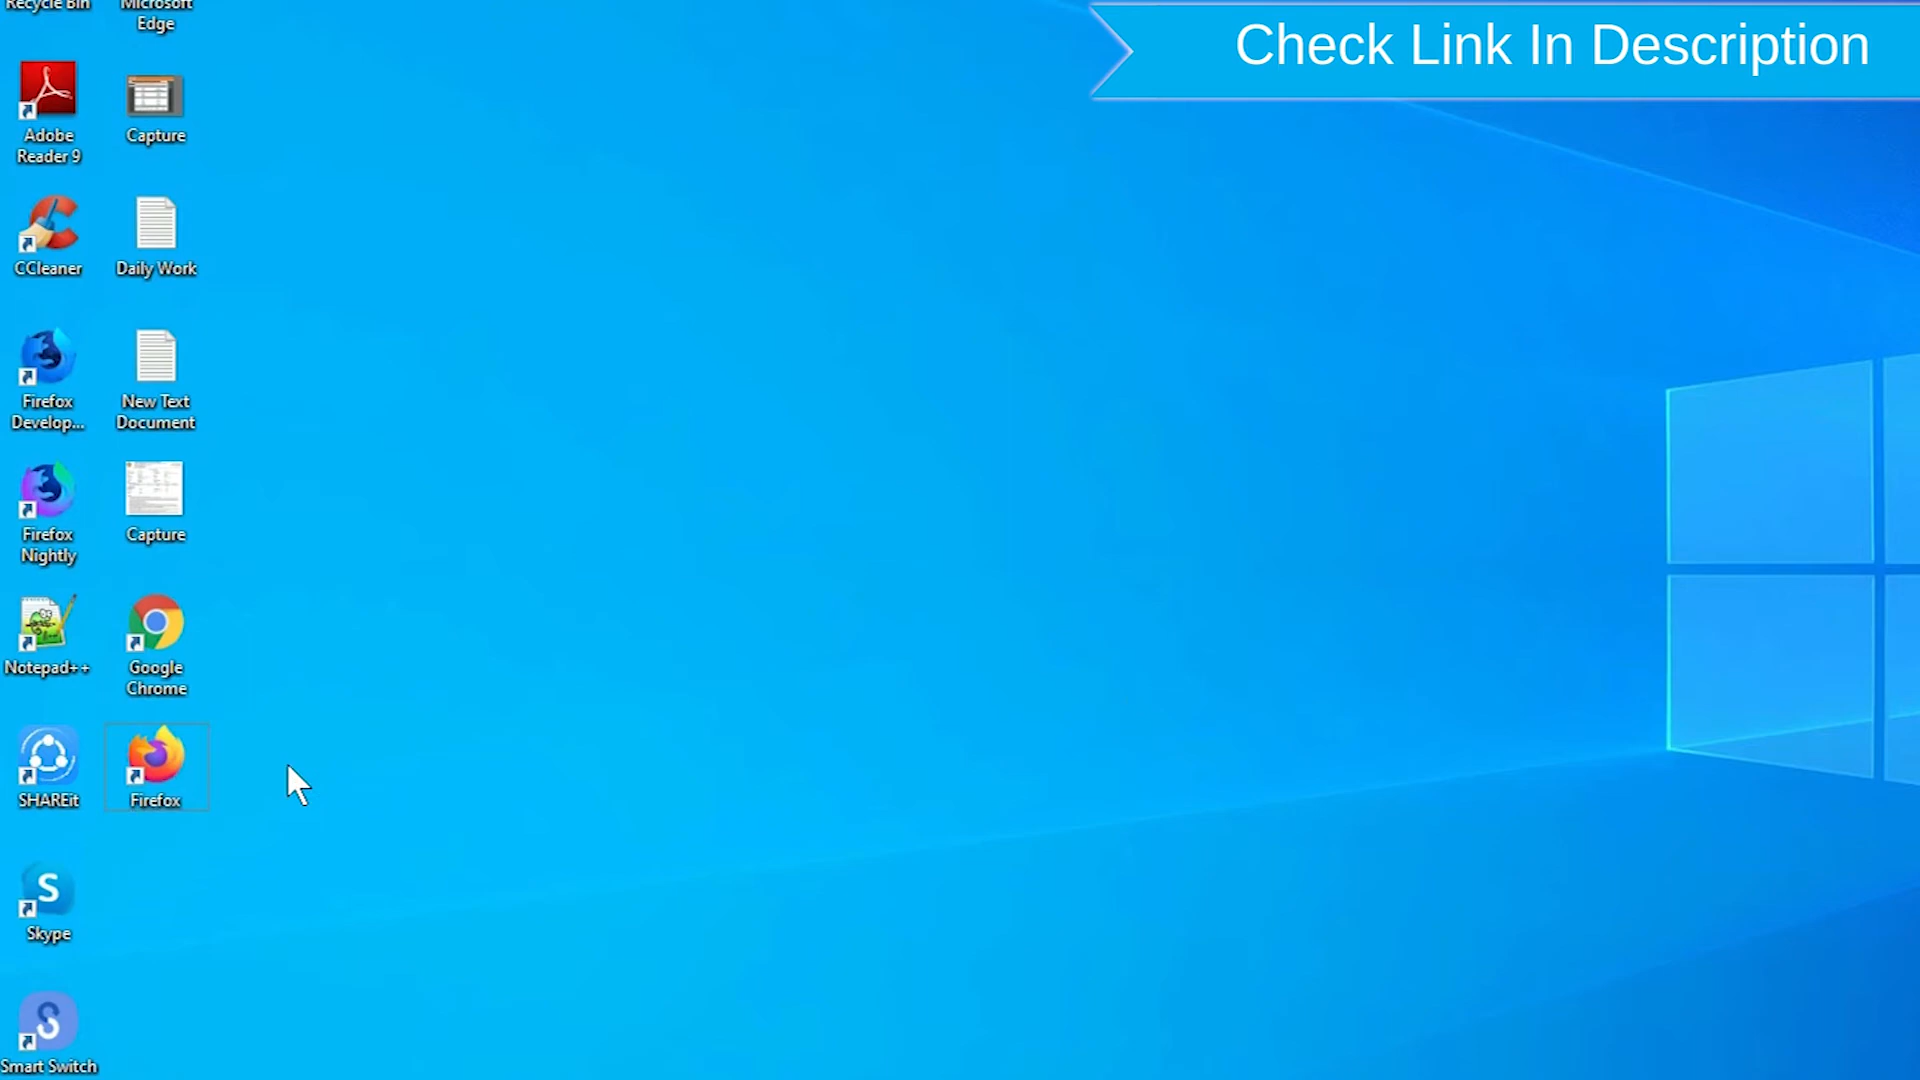 Recycle Bin
Microsoft
Edge
Check Link In Description
Adobe
Reader 9
Capture
CCleaner
Daily Work
Firefox
Develop...
New Text
Document
Firefox
Nightly
Capture
Notepad++
Google
Chrome
SHAREit
Firefox
Skype
Smart Switch